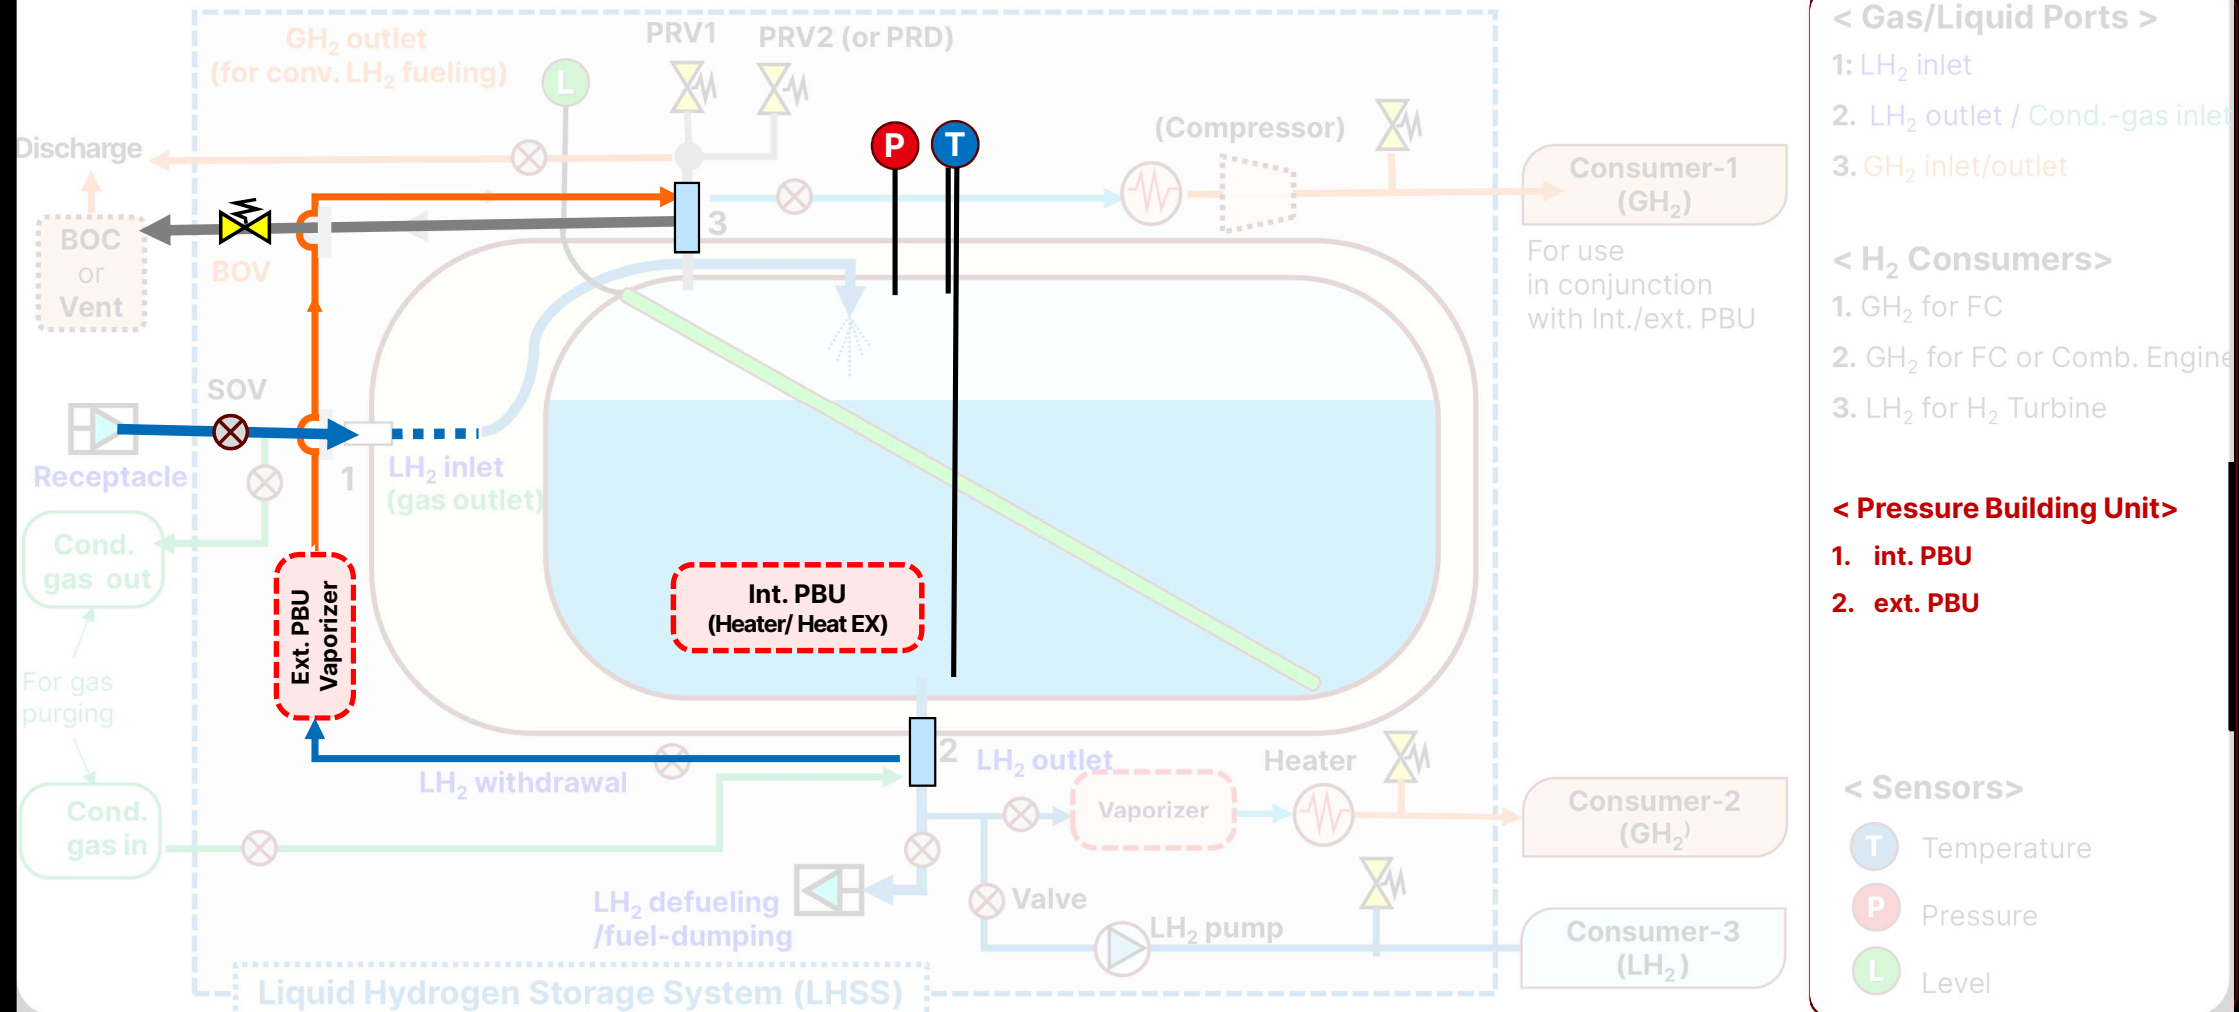 GH2 outlet
(for conv. LH2 fueling)
PRV1
PRV2 (or PRD)
L
P
T
(Compressor)
Discharge
Consumer-1
(GH2)
3
BOC
or
Vent
BOV
For use
in conjunction
with Int./ext. PBU
SOV
Receptacle
1
LH2 inlet
(gas outlet)
Cond.
gas out
Ext. PBU
Vaporizer
Int. PBU
(Heater/ Heat EX)
For gas
purging
2
LH2 outlet
Heater
LH2 withdrawal
Cond.
gas in
Vaporizer
Consumer-2
(GH2)
LH2 defueling
/fuel-dumping
Valve
LH2 pump
Consumer-3
(LH2)
Liquid Hydrogen Storage System (LHSS)
< Gas/Liquid Ports >
1: LH2 inlet
2. LH2 outlet / Cond.-gas inlet
3. GH2 inlet/outlet
< H2 Consumers>
1. GH2 for FC
2. GH2 for FC or Comb. Engine
3. LH2 for H2 Turbine
< Pressure Building Unit>
1. int. PBU
2. ext. PBU
< Sensors>
T Temperature
P Pressure
L Level